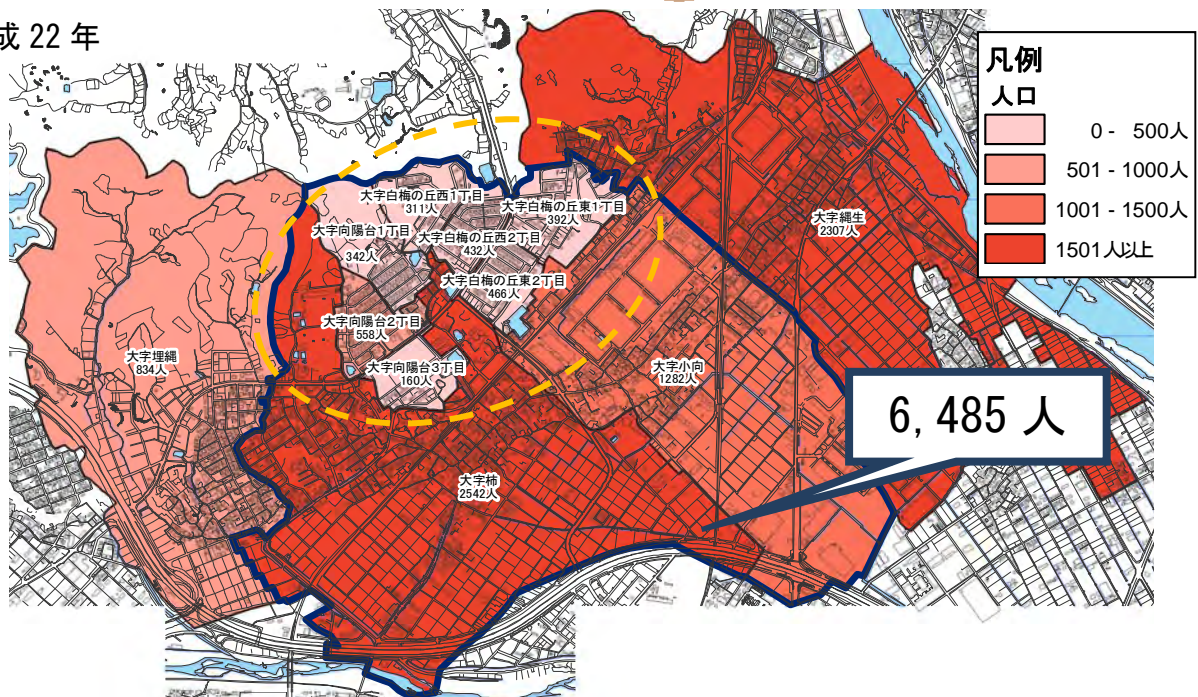 成 22 年
凡例
人口
0 - 500人
501 - 1000人
1001 - 1500人
1501 人以上
大字白梅の丘西1丁目
311人
大字白梅の丘東1丁目
392人
大字向陽台1丁目
342人
大字白梅の丘西2丁目
432人
大字白梅の丘東2丁目
466人
大字向陽台2丁目
558人
大字向陽台3丁目
160人
大字縄生
2307人
大字埋縄
834人
大字小向
1282人
大字柿
2542人
6,485 人